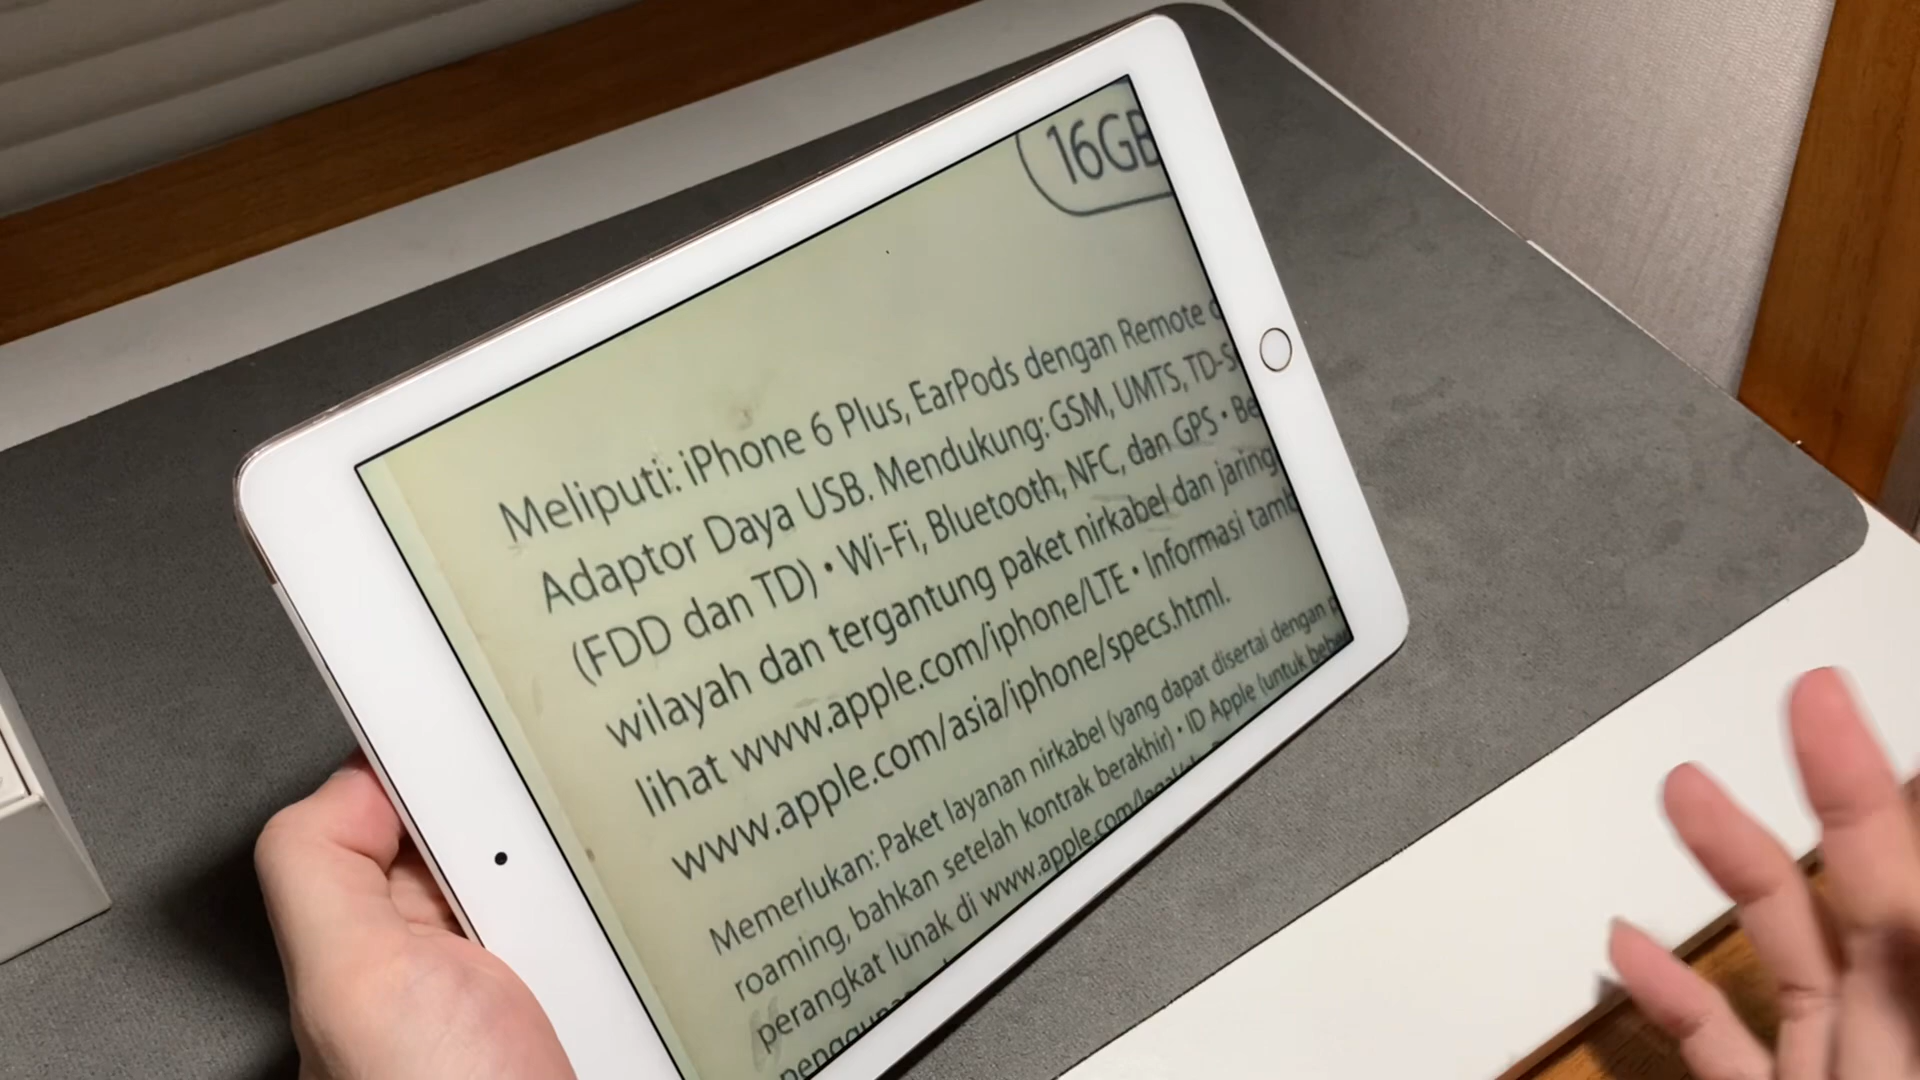 16GB
Meliputi: iPhone 6 Plus, EarPods dengan Remote
Adaptor Daya USB. Mendukung: GSM, UMTS, TD-S
(FDD dan TD) • Wi-Fi, Bluetooth, NFC, dan GPS • Be
wilayah dan tergantung paket nirkabel dan jaring
lihat www.apple.com/iphone/LTE • Informasi tamb
www.apple.com/asia/iphone/specs.html.
Memerlukan: Paket layanan nirkabel (yang dapat disertai dengan
roaming, bahkan setelah kontrak berakhir) • ID Apple (untuk beber
perangkat lunak di www.apple.com/legal/